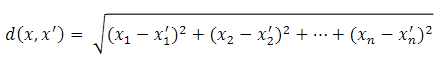 d(x, x′) = √(x₁ − x′₁)² + (x₂ − x′₂)² + ⋯ + (xₙ − x′ₙ)²